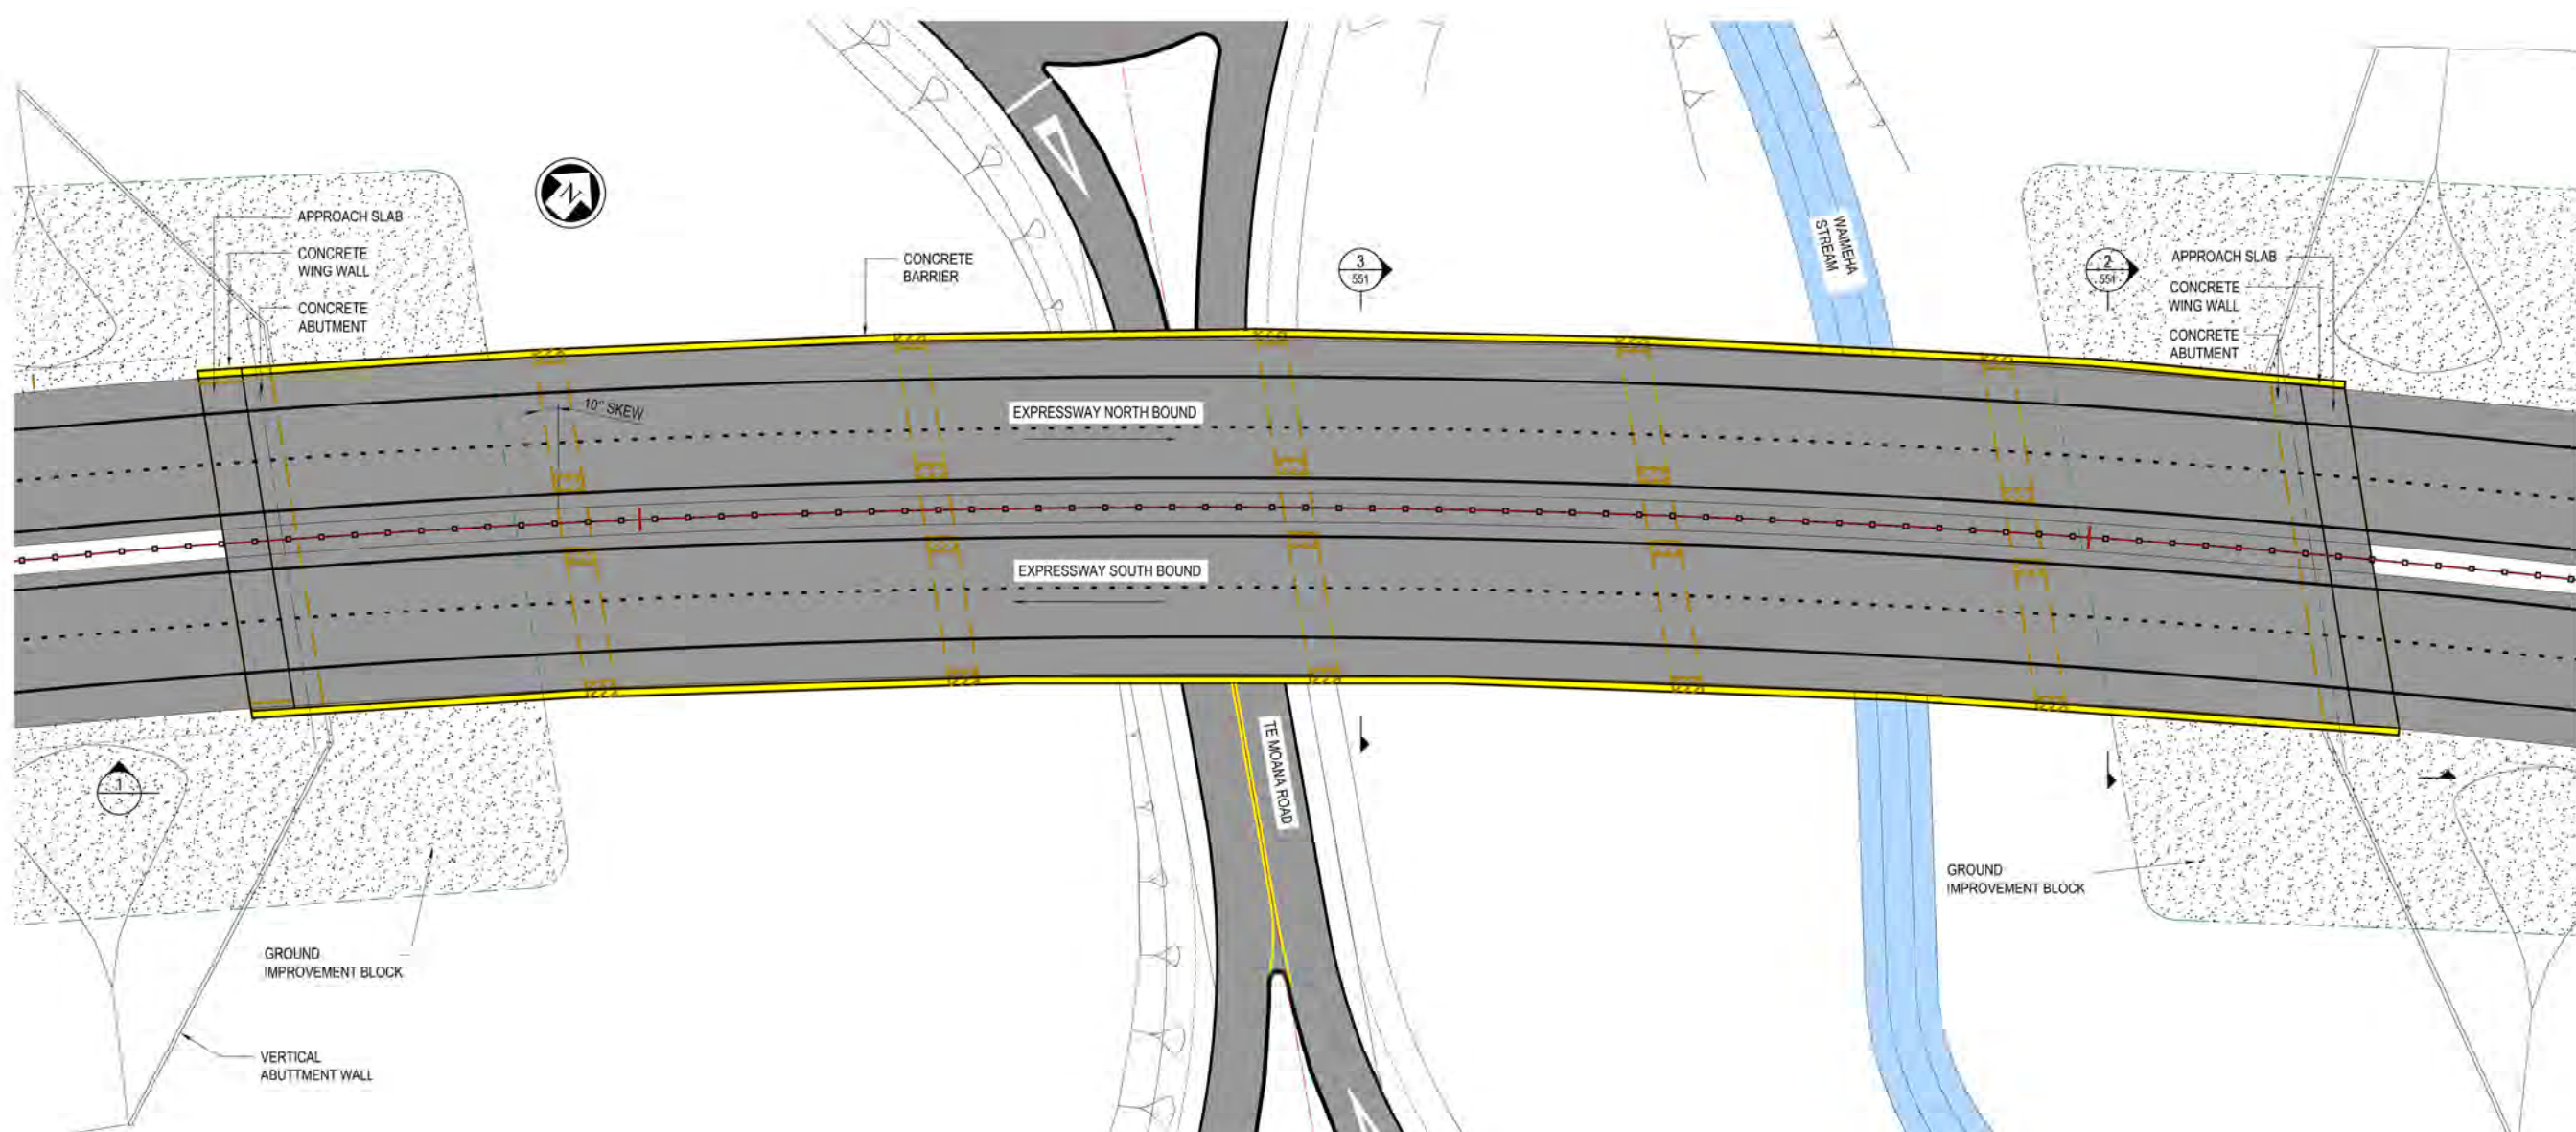 APPROACH SLAB
CONCRETE
WING WALL
CONCRETE
ABUTMENT
N
CONCRETE
BARRIER
3
551
WAIMEHA
STREAM
2
551
APPROACH SLAB
CONCRETE
WING WALL
CONCRETE
ABUTMENT
10° SKEW
EXPRESSWAY NORTH BOUND
EXPRESSWAY SOUTH BOUND
TE MOANA ROAD
1
GROUND
IMPROVEMENT BLOCK
GROUND
IMPROVEMENT BLOCK
VERTICAL
ABUTTMENT WALL